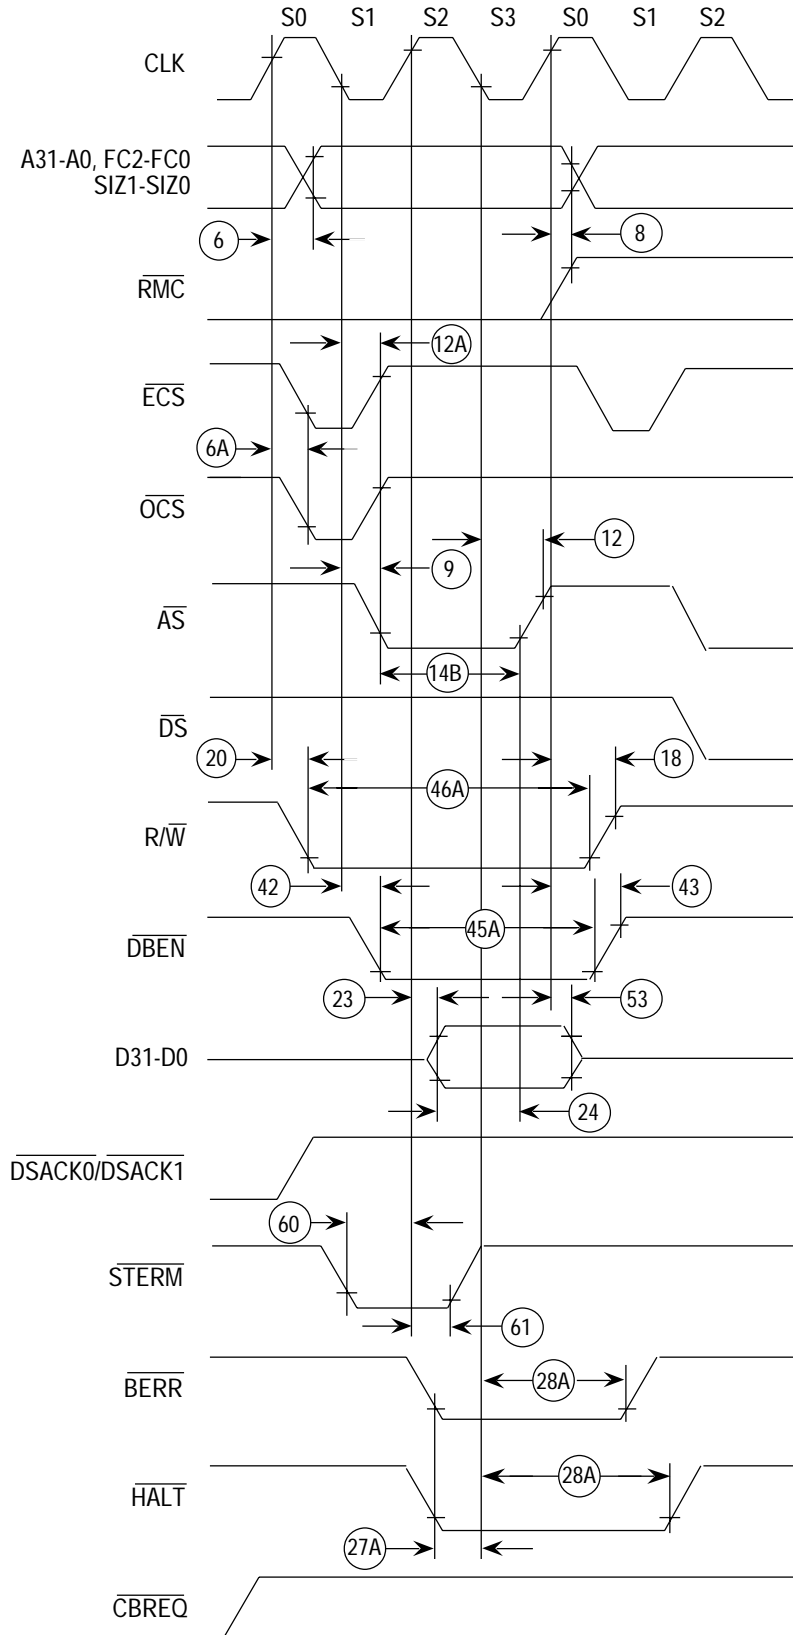 S0 S1 S2 S3 S0 S1 S2
CLK
A31-A0, FC2-FC0
SIZ1-SIZ0
6 8
RMC
12A
ECS
6A
OCS
12
9
AS
14B
DS
20 18
46A
R/W
42 43
45A
DBEN
23 53
D31-D0
24
DSACK0/DSACK1
60
STERM
61
28A
BERR
28A
HALT
27A
CBREQ